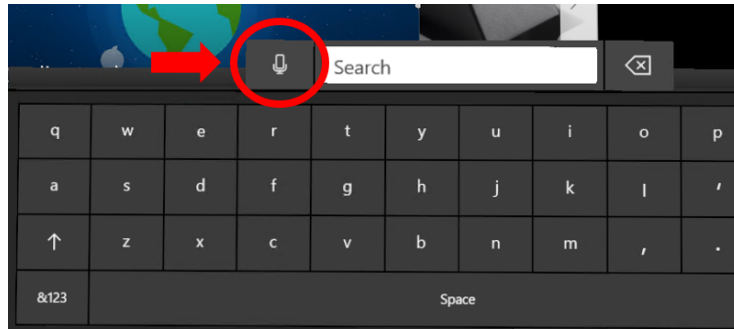 Search
q w e r t y u i o p
a s d f g h j k l '
z x c v b n m , .
&123 Space